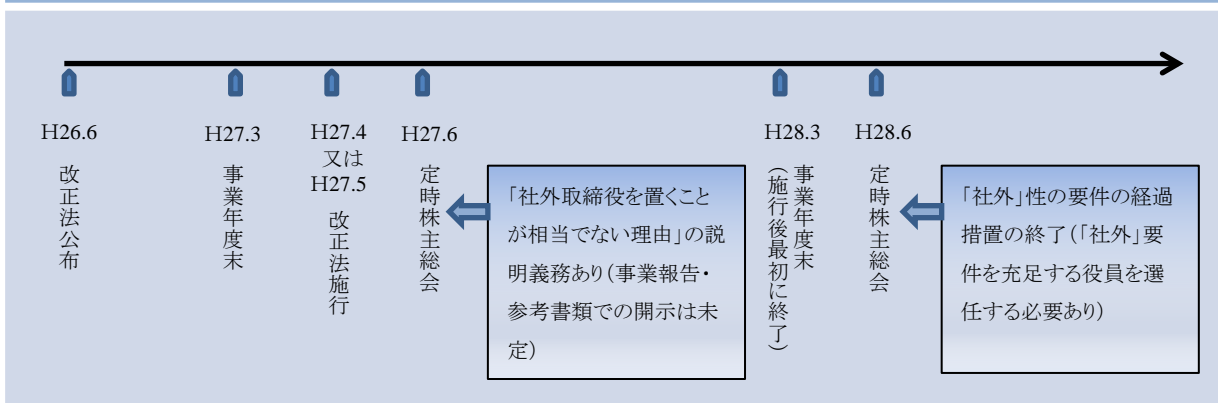 H26.6
改正法公布
H27.3
事業年度末
H27.4
又は
H27.5
改正法施行
H27.6
定時株主総会
「社外取締役を置くこと
が相当でない理由」の説
明義務あり(事業報告・
参考書類での開示は未
定)
H28.3
事業年度末
(施行後最初に終了)
H28.6
定時株主総会
「社外」性の要件の経過
措置の終了(「社外」要
件を充足する役員を選
任する必要あり)